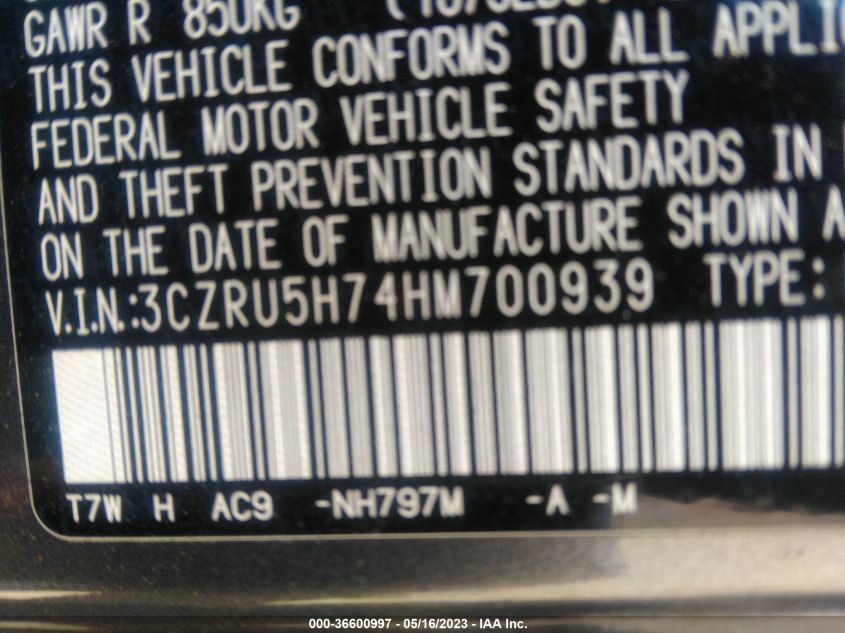 GAWR R 850KG
THIS VEHICLE CONFORMS TO ALL APPLIC
FEDERAL MOTOR VEHICLE SAFETY
AND THEFT PREVENTION STANDARDS IN
ON THE DATE OF MANUFACTURE SHOWN A
V.I.N.:3CZRU5H74HM700939 TYPE:
T7W H AC9 -NH797M -A -M
000-36600997 - 05/16/2023 - IAA Inc.